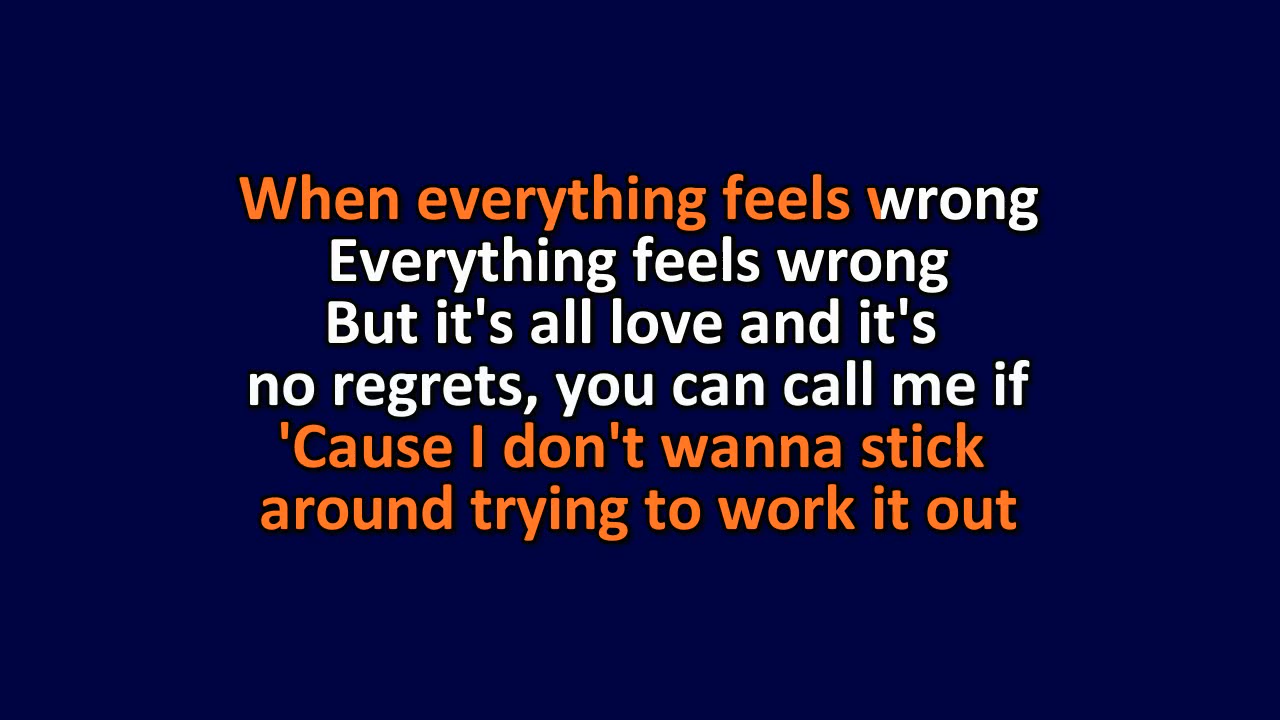 When everything feels wrong
Everything feels wrong
But it's all love and it's
no regrets, you can call me if
'Cause I don't wanna stick
around trying to work it out